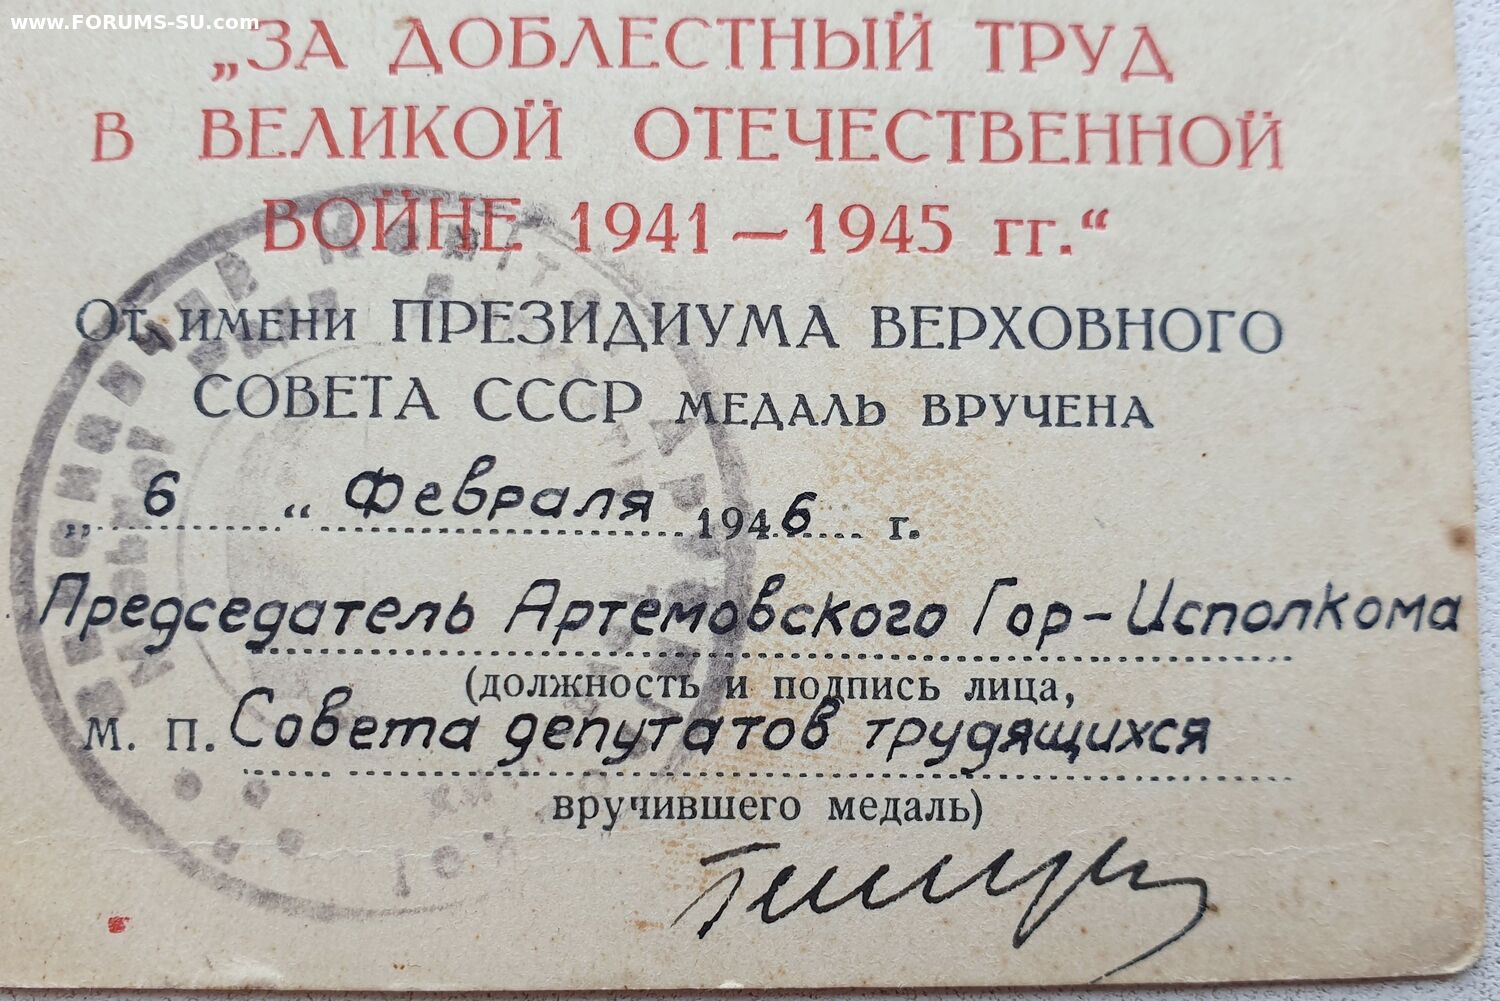 www.FORUMS-SU.com
„ЗА ДОБЛЕСТНЫЙ ТРУД
В ВЕЛИКОЙ ОТЕЧЕСТВЕННОЙ
ВОЙНЕ 1941—1945 гг.“
От имени ПРЕЗИДИУМА ВЕРХОВНОГО
СОВЕТА СССР МЕДАЛЬ ВРУЧЕНА
„ 6 “ Февраля 1946 г.
Председатель Артемовского Гор-Исполкома
(должность и подпись лица,
М. П. Совета депутатов трудящихся
вручившего медаль)